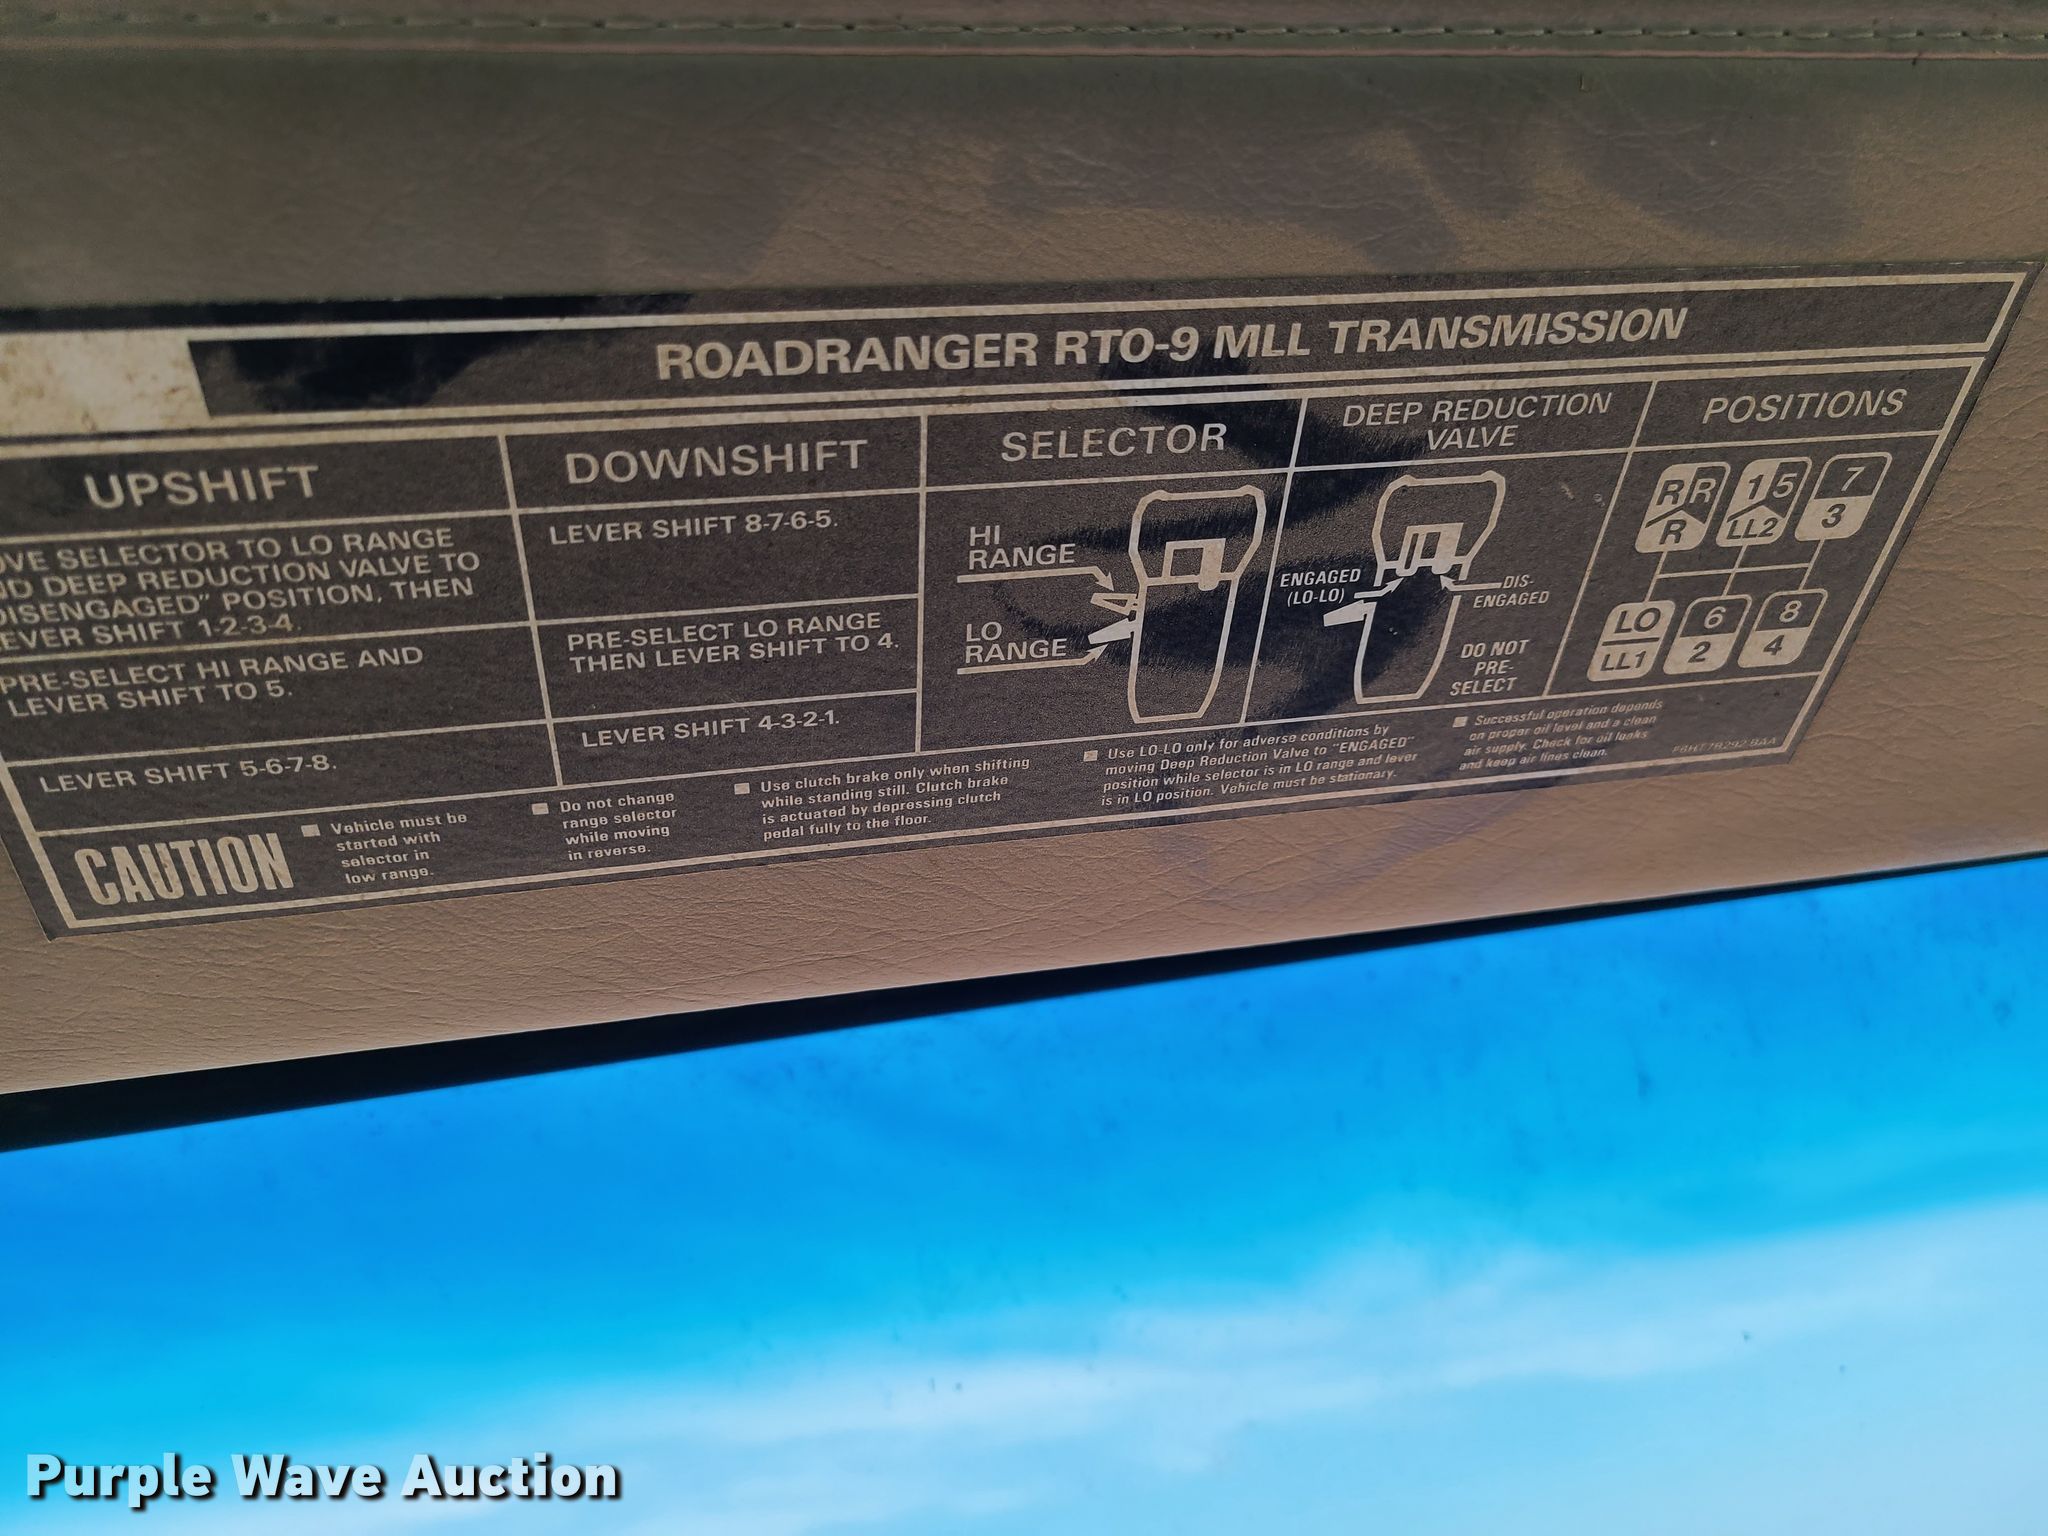 ROADRANGER RTO-9 MLL TRANSMISSION
UPSHIFT
OVE SELECTOR TO LO RANGE
ND DEEP REDUCTION VALVE TO
DISENGAGED" POSITION, THEN
LEVER SHIFT 1-2-3-4.
PRE-SELECT HI RANGE AND
LEVER SHIFT TO 5.
LEVER SHIFT 5-6-7-8.
DOWNSHIFT
LEVER SHIFT 8-7-6-5.
PRE-SELECT LO RANGE
THEN LEVER SHIFT TO 4.
LEVER SHIFT 4-3-2-1.
SELECTOR
HI
RANGE
LO
RANGE
DEEP REDUCTION
VALVE
ENGAGED
(LO-LO)
DIS-
ENGAGED
DO NOT
PRE-
SELECT
POSITIONS
R R 1 5 7
R LL2 3
LO 6 8
LL1 2 4
CAUTION
Vehicle must be
started with
selector in
low range.
Do not change
range selector
while moving
in reverse.
Use clutch brake only when shifting
while standing still. Clutch brake
is actuated by depressing clutch
pedal fully to the floor.
Use LO-LO only for adverse conditions by
moving Deep Reduction Valve to "ENGAGED"
position while selector is in LO range and lever
is in LO position. Vehicle must be stationary.
Successful operation depends
on proper oil level and a clean
air supply. Check for oil leaks
and keep air lines clean.
Purple Wave Auction